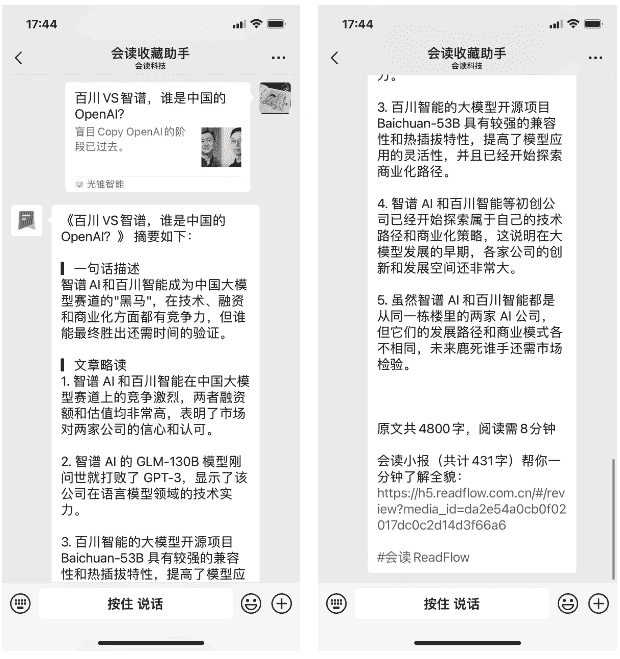 17:44
会读收藏助手
会读科技
百川 VS 智谱，谁是中国的
OpenAI?
盲目 Copy OpenAI的阶
段已过去。
光锥智能
《百川 VS 智谱，谁是中国的
OpenAI? 》 摘要如下：
一句话描述
智谱 AI 和百川智能成为中国大模
型赛道的"黑马"，在技术、融资
和商业化方面都有竞争力，但谁
能最终胜出还需时间的验证。
文章略读
1. 智谱 AI 和百川智能在中国大模
型赛道上的竞争激烈，两者融资
额和估值均非常高，表明了市场
对两家公司的信心和认可。
2. 智谱 AI 的 GLM-130B 模型刚
问世就打败了 GPT-3，显示了该
公司在语言模型领域的技术实
力。
3. 百川智能的大模型开源项目
Baichuan-53B 具有较强的兼容
性和热插拔特性，提高了模型应
按住 说话
17:44
会读收藏助手
会读科技
力。
3. 百川智能的大模型开源项目
Baichuan-53B 具有较强的兼容
性和热插拔特性，提高了模型应用
的灵活性，并且已经开始探索
商业化路径。
4. 智谱 AI 和百川智能等初创公
司已经开始探索属于自己的技术
路径和商业化策略，这说明在大
模型发展的早期，各家公司的创
新和发展空间还非常大。
5. 虽然智谱 AI 和百川智能都是
从同一栋楼里的两家 AI 公司，
但它们的发展路径和商业模式各
不相同，未来鹿死谁手还需市场
检验。
原文共 4800 字，阅读需 8分钟
会读小报（共计 431字）帮你一
分钟了解全貌：
https://h5.readflow.com.cn/#/rev
iew?media_id=da2e54a0cb0f02
017dc0c2d14d3f66a6
#会读 ReadFlow
按住 说话